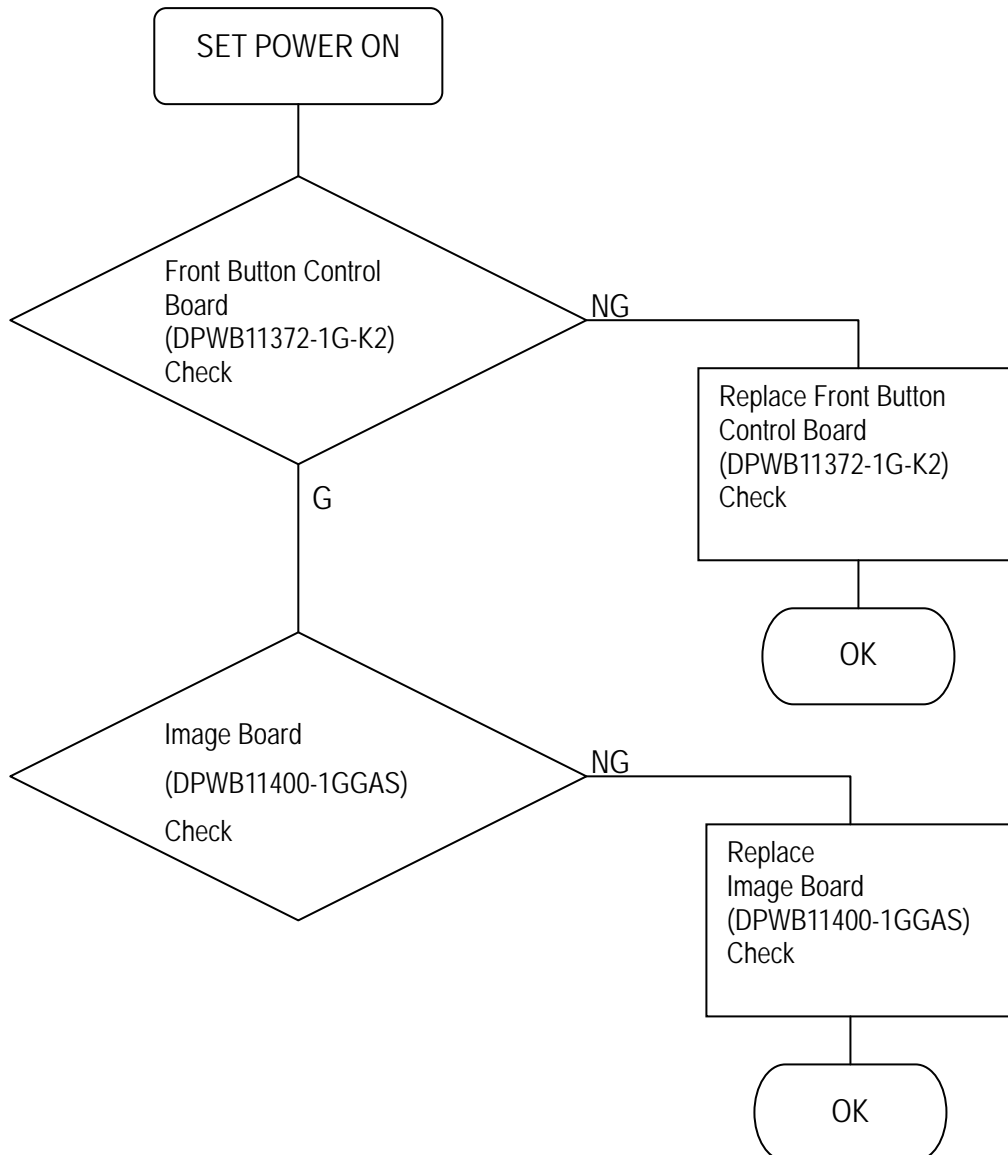 SET POWER ON
Front Button Control
Board
(DPWB11372-1G-K2)
Check
NG
Replace Front Button
Control Board
(DPWB11372-1G-K2)
Check
G
OK
Image Board
(DPWB11400-1GGAS)
Check
NG
Replace
Image Board
(DPWB11400-1GGAS)
Check
OK